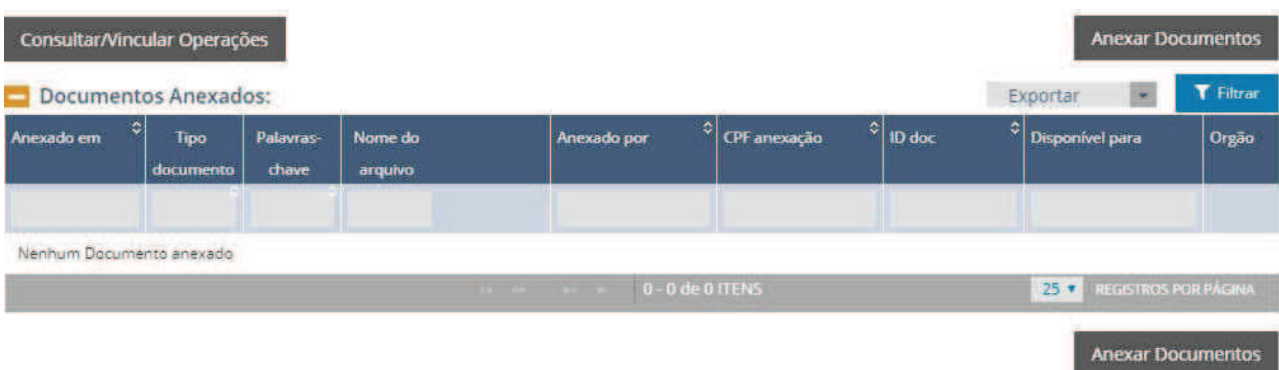 Consultar/Vincular Operações
Anexar Documentos
Documentos Anexados:
Exportar
Filtrar
Anexado em
Tipo documento
Palavras-chave
Nome do arquivo
Anexado por
CPF anexação
ID doc
Disponível para
Orgão
Nenhum Documento anexado
0 - 0 de 0 ITENS
25
REGISTROS POR PÁGINA
Anexar Documentos